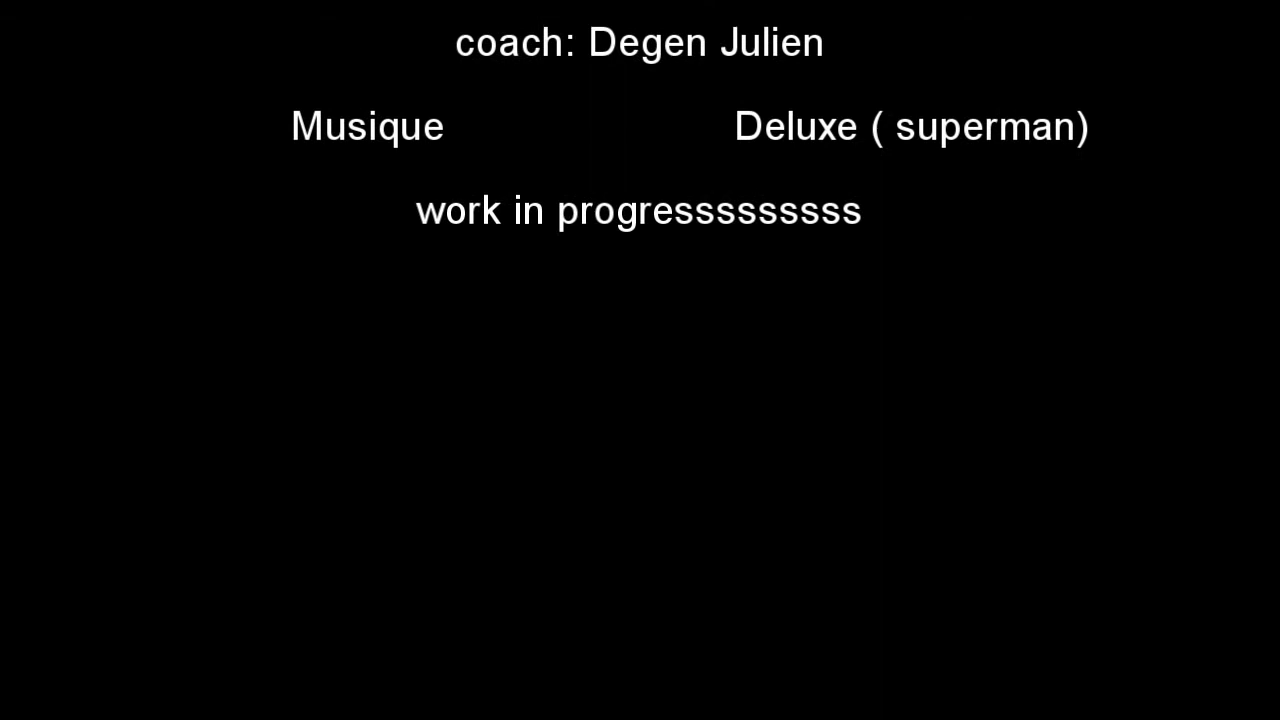 coach: Degen Julien
Musique Deluxe ( superman)
work in progresssssssss